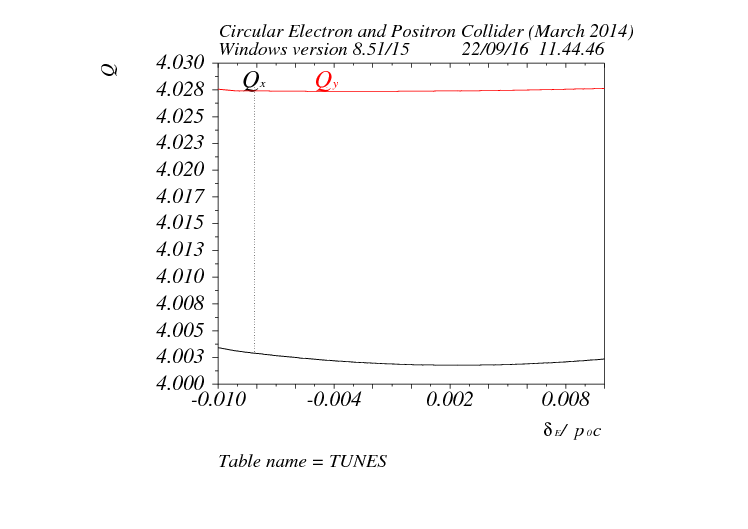 Circular Electron and Positron Collider (March 2014)
Windows version 8.51/15 22/09/16 11.44.46
Q
4.030
Qx Qy
4.028
4.025
4.023
4.020
4.017
4.015
4.013
4.010
4.008
4.005
4.003
4.000
-0.010 -0.004 0.002 0.008
δE/ p0c
Table name = TUNES